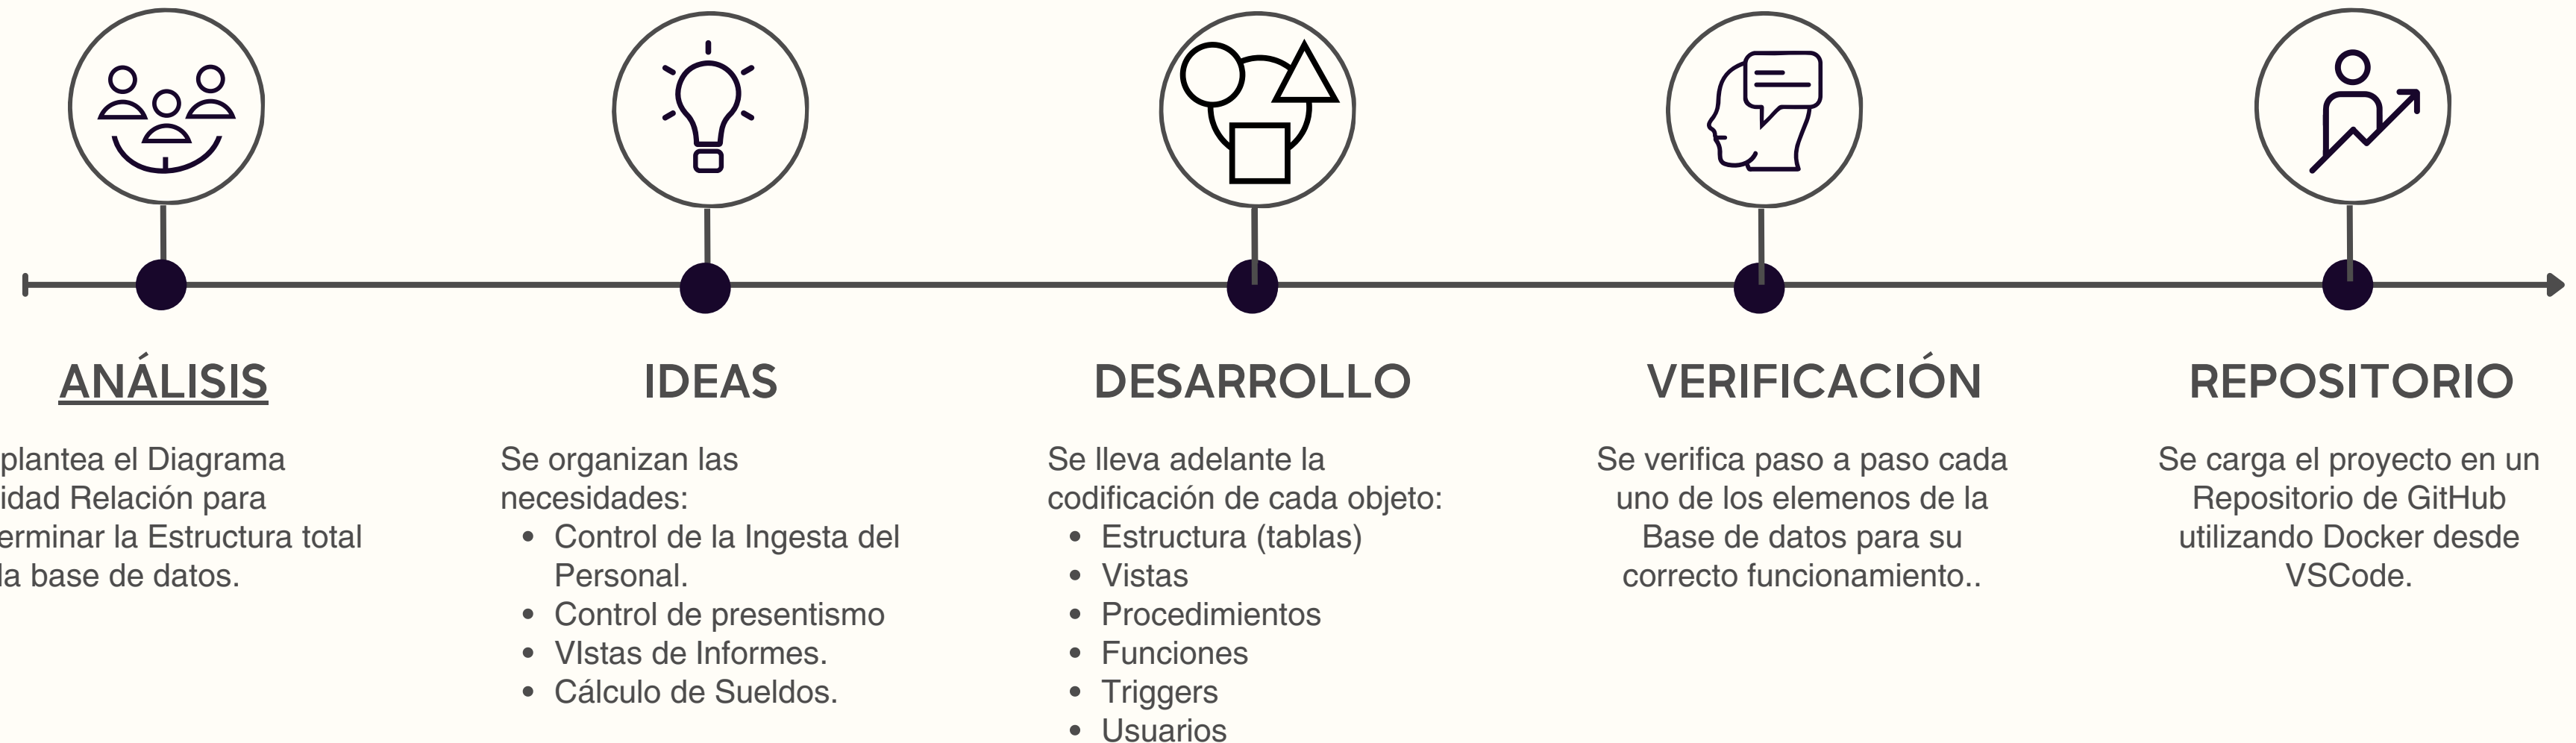 ANÁLISIS
plantea el Diagrama
idad Relación para
erminar la Estructura total
la base de datos.
IDEAS
Se organizan las
necesidades:
• Control de la Ingesta del
Personal.
• Control de presentismo
• VIstas de Informes.
• Cálculo de Sueldos.
DESARROLLO
Se lleva adelante la
codificación de cada objeto:
• Estructura (tablas)
• Vistas
• Procedimientos
• Funciones
• Triggers
• Usuarios
VERIFICACIÓN
Se verifica paso a paso cada
uno de los elemenos de la
Base de datos para su
correcto funcionamiento..
REPOSITORIO
Se carga el proyecto en un
Repositorio de GitHub
utilizando Docker desde
VSCode.